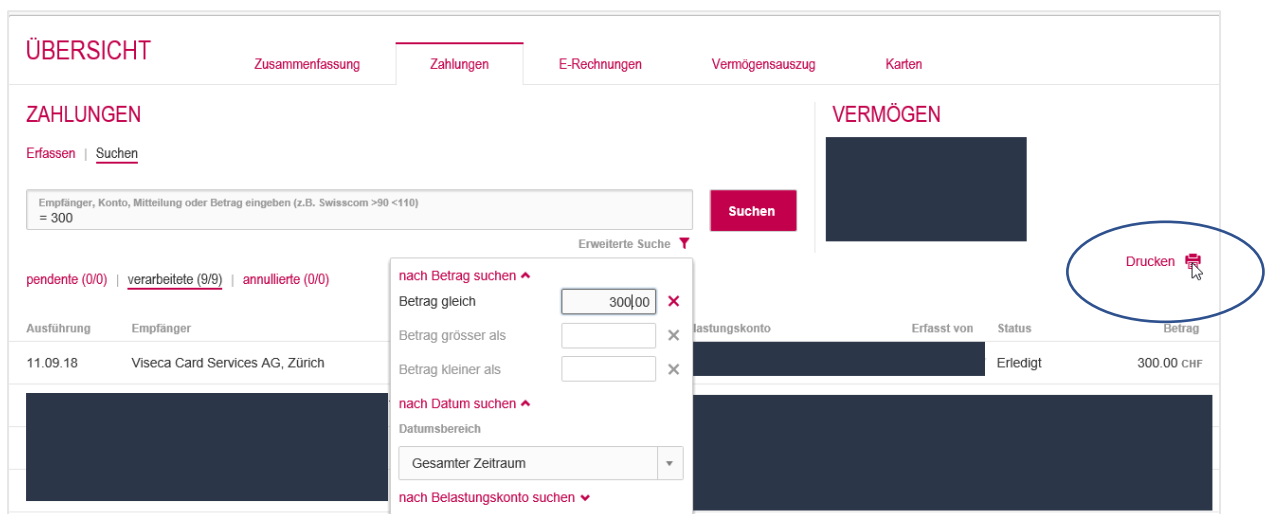 ÜBERSICHT
Zusammenfassung Zahlungen E-Rechnungen Vermögensauszug Karten
ZAHLUNGEN
VERMÖGEN
Erfassen | Suchen
Empfänger, Konto, Mitteilung oder Betrag eingeben (z.B. Swisscom >90 <110)
= 300
Suchen
Erweiterte Suche
Drucken
pendente (0/0) | verarbeitete (9/9) | annullierte (0/0)
nach Betrag suchen
Betrag gleich 300.00
Betrag grösser als
Betrag kleiner als
nach Datum suchen
Datumsbereich
Gesamter Zeitraum
nach Belastungskonto suchen
Ausführung Empfänger lastungskonto Erfasst von Status Betrag
11.09.18 Viseca Card Services AG, Zürich Erledigt 300.00 CHF